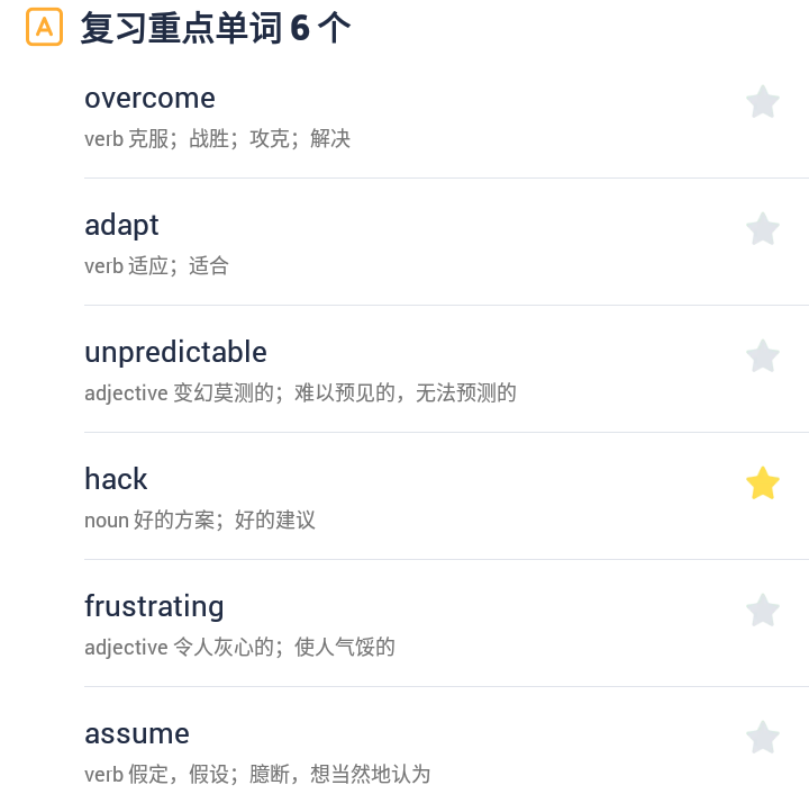 A 复习重点单词 6 个
overcome
verb 克服；战胜；攻克；解决
adapt
verb 适应；适合
unpredictable
adjective 变幻莫测的；难以预见的，无法预测的
hack
noun 好的方案；好的建议
frustrating
adjective 令人灰心的；使人气馁的
assume
verb 假定，假设；臆断，想当然地认为